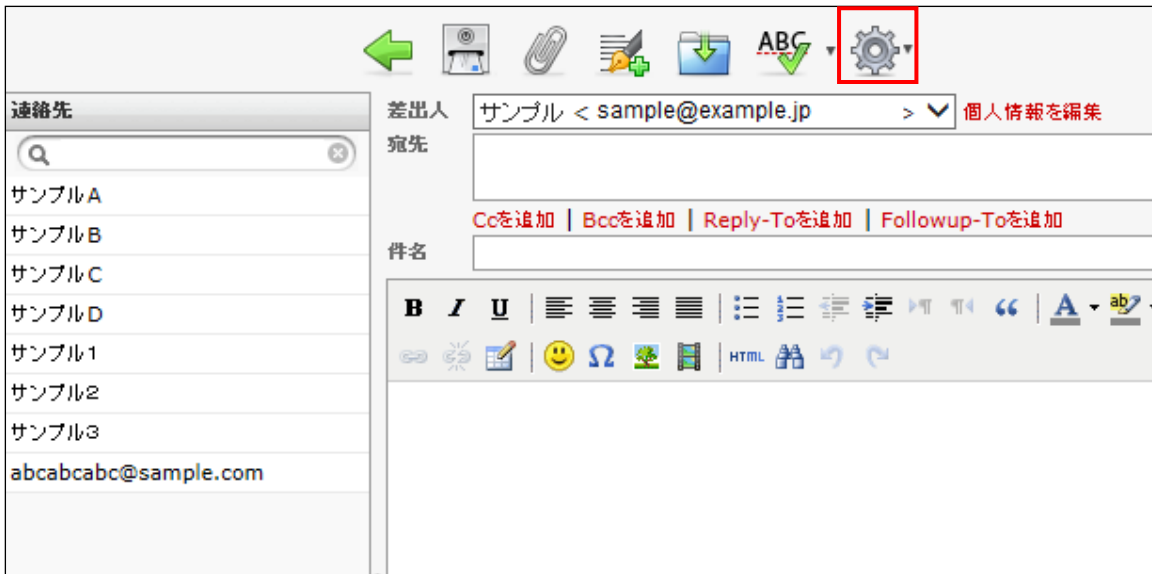 ABC
連絡先
サンプルA
サンプルB
サンプルC
サンプルD
サンプル1
サンプル2
サンプル3
abcabcabc@sample.com
差出人 サンプル < sample@example.jp > 個人情報を編集
宛先
Ccを追加 | Bccを追加 | Reply-Toを追加 | Followup-Toを追加
件名
B I U A ab
Ω HTML